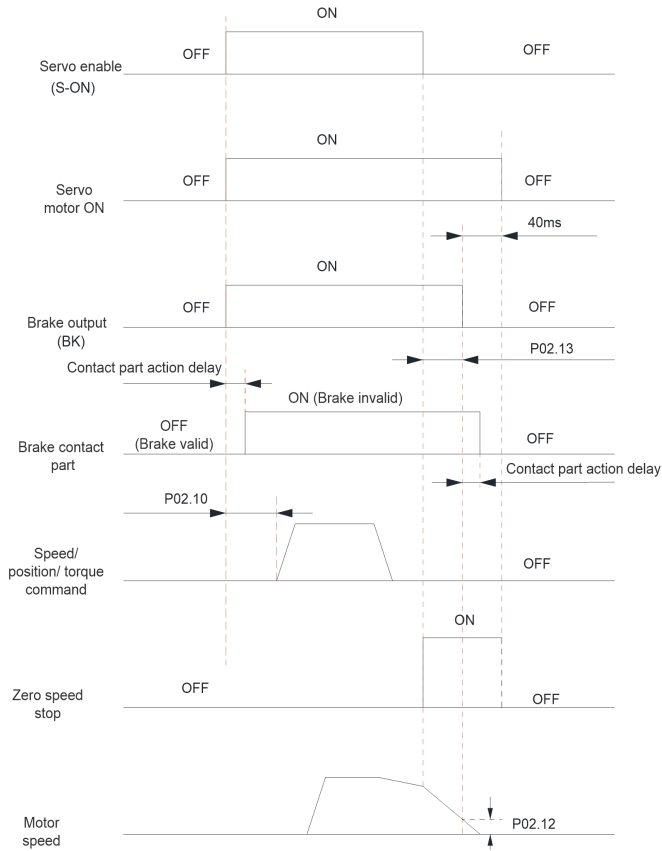 ON
OFF
OFF
Servo enable
(S-ON)
ON
OFF
OFF
Servo
motor ON
40ms
ON
OFF
OFF
Brake output
(BK)
P02.13
Contact part action delay
ON (Brake invalid)
OFF
(Brake valid)
OFF
Brake contact
part
Contact part action delay
P02.10
Speed/
position/ torque
command
OFF
ON
OFF
OFF
Zero speed
stop
P02.12
Motor
speed